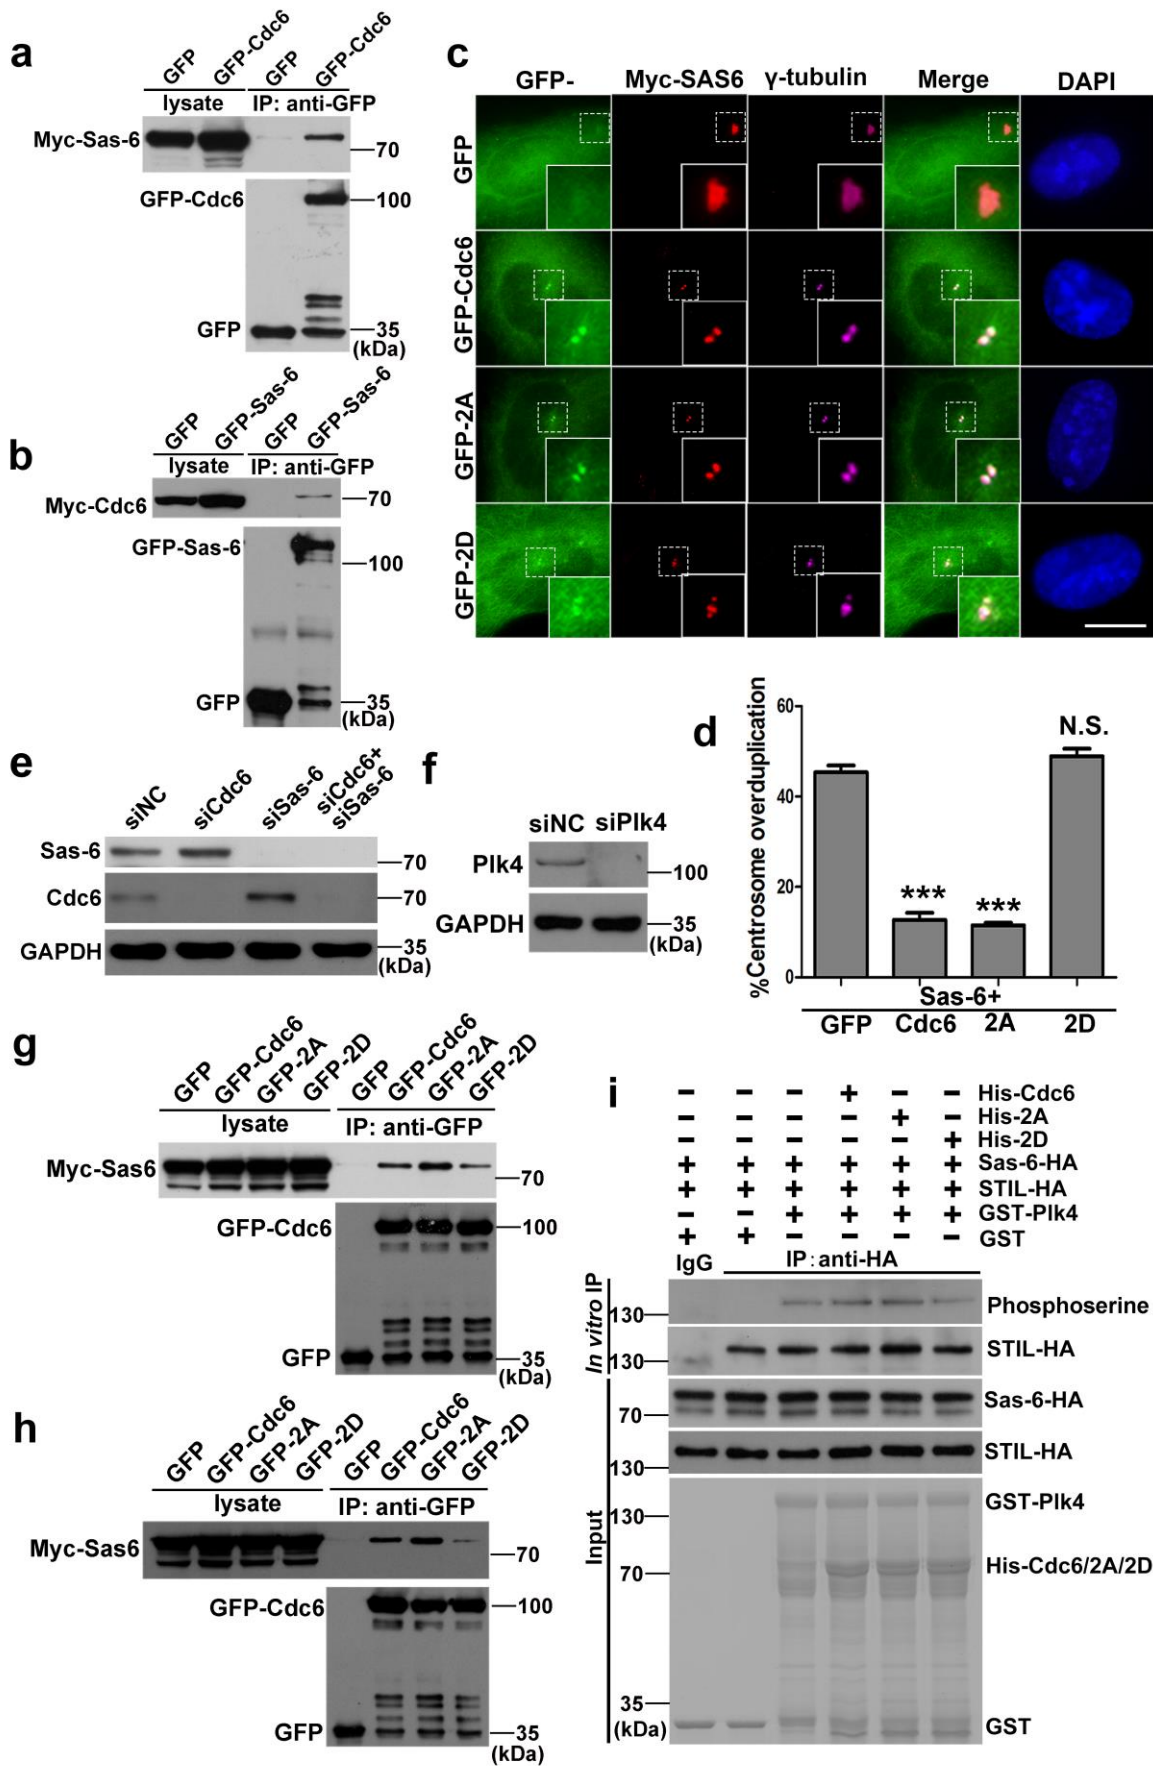 a
GFP
GFP-Cdc6
GFP
GFP-Cdc6
lysate
IP: anti-GFP
Myc-Sas-6
70
GFP-Cdc6
100
GFP
35
(kDa)
b
GFP
GFP-Sas-6
GFP
GFP-Sas-6
lysate
IP: anti-GFP
Myc-Cdc6
70
GFP-Sas-6
100
GFP
35
(kDa)
c
GFP-
Myc-SAS6
γ-tubulin
Merge
DAPI
GFP
GFP-Cdc6
GFP-2A
GFP-2D
d
%Centrosome overduplication
60
40
20
0
***
***
N.S.
Sas-6+
GFP
Cdc6
2A
2D
e
siNC
siCdc6
siSas-6
siCdc6+
siSas-6
Sas-6
70
Cdc6
70
GAPDH
35
(kDa)
f
siNC
siPlk4
Plk4
100
GAPDH
35
(kDa)
g
GFP
GFP-Cdc6
GFP-2A
GFP-2D
GFP
GFP-Cdc6
GFP-2A
GFP-2D
lysate
IP: anti-GFP
Myc-Sas6
70
GFP-Cdc6
100
GFP
35
(kDa)
h
GFP
GFP-Cdc6
GFP-2A
GFP-2D
GFP
GFP-Cdc6
GFP-2A
GFP-2D
lysate
IP: anti-GFP
Myc-Sas6
70
GFP-Cdc6
100
GFP
35
(kDa)
i
- - - + - - His-Cdc6
- - - - + - His-2A
- - - - - + His-2D
+ + + + + + Sas-6-HA
+ + + + + + STIL-HA
- - + + + + GST-Plk4
+ + - - - - GST
IgG
IP: anti-HA
In vitro IP
130
Phosphoserine
130
STIL-HA
Input
70
Sas-6-HA
130
STIL-HA
GST-Plk4
130
70
His-Cdc6/2A/2D
35
(kDa)
GST